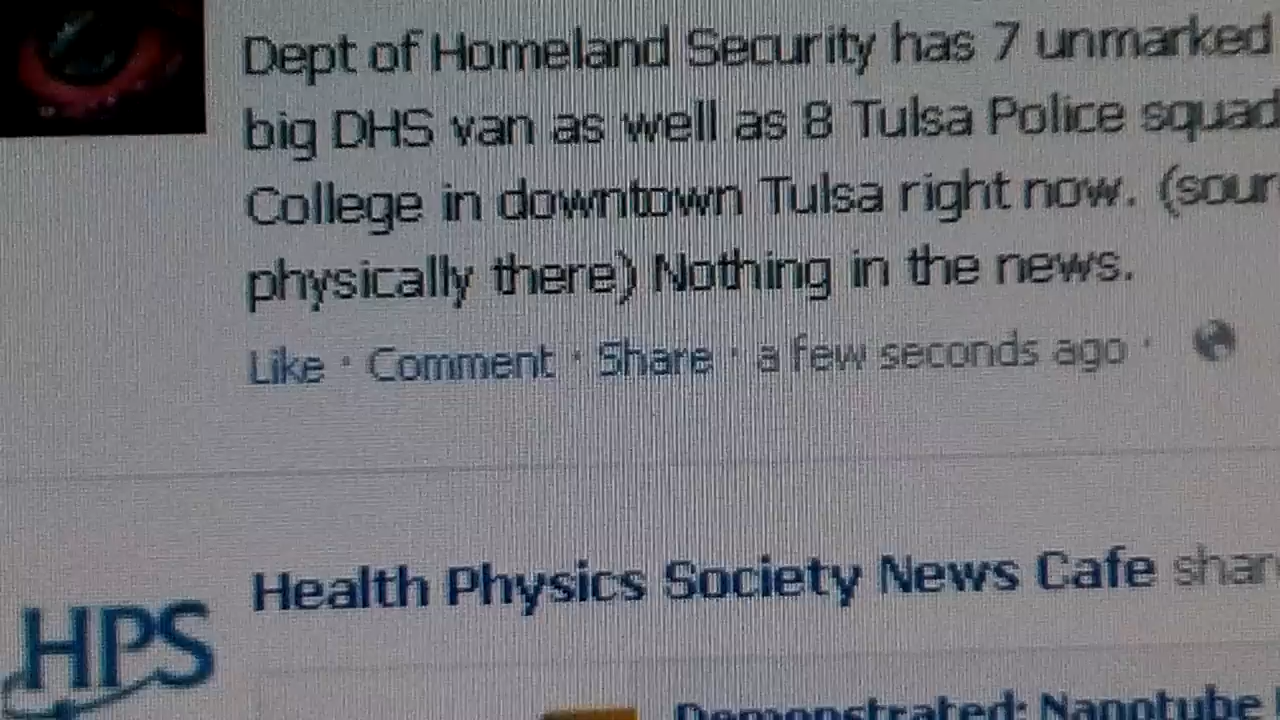 Dept of Homeland Security has 7 unmarked
big DHS van as well as 8 Tulsa Police squad
College in downtown Tulsa right now. (sour
physically there) Nothing in the news.
Like · Comment · Share · a few seconds ago ·
Health Physics Society News Cafe shar
HPS
Demonstrated: Nanotube